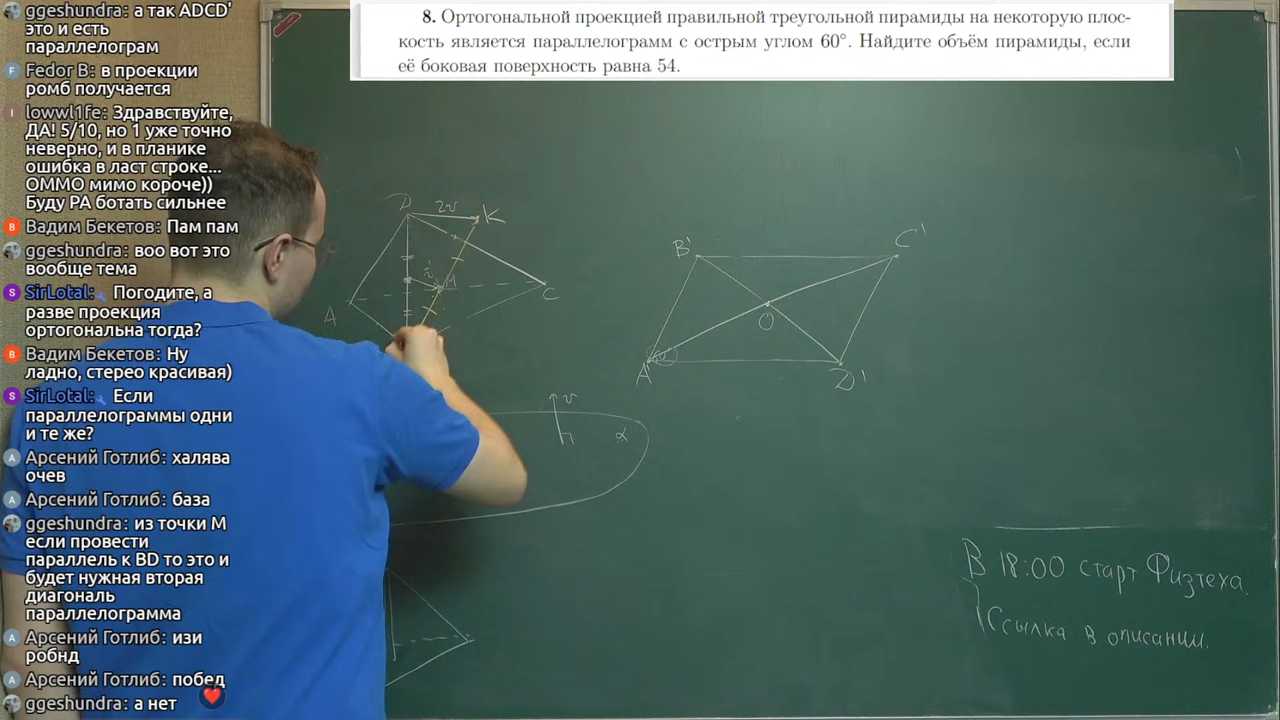 ggeshundra: а так ADCD'
это и есть
параллелограм
Fedor B: в проекции
ромб получается
lowwl1fe: Здравствуйте,
ДА! 5/10, но 1 уже точно
неверно, и в планике
ошибка в ласт строке...
ОММО мимо короче))
Буду РА ботать сильнее
Вадим Бекетов: Пам пам
ggeshundra: воо вот это
вообще тема
SirLotal: Погодите, а
разве проекция
ортогональна тогда?
Вадим Бекетов: Ну
ладно, стерео красивая)
SirLotal: Если
параллелограммы одни
и те же?
Арсений Готлиб: халява
очев
Арсений Готлиб: база
ggeshundra: из точки М
если провести
параллель к BD то это и
будет нужная вторая
диагональ
параллелограмма
Арсений Готлиб: изи
робнд
Арсений Готлиб: побед
ggeshundra: а нет
8. Ортогональной проекцией правильной треугольной пирамиды на некоторую плос-
кость является параллелограмм с острым углом 60°. Найдите объём пирамиды, если
её боковая поверхность равна 54.
D 2v K
M
A C
v
α
B' C'
O
A' D'
В 18:00 старт Физтеха.
Ссылка в описании.